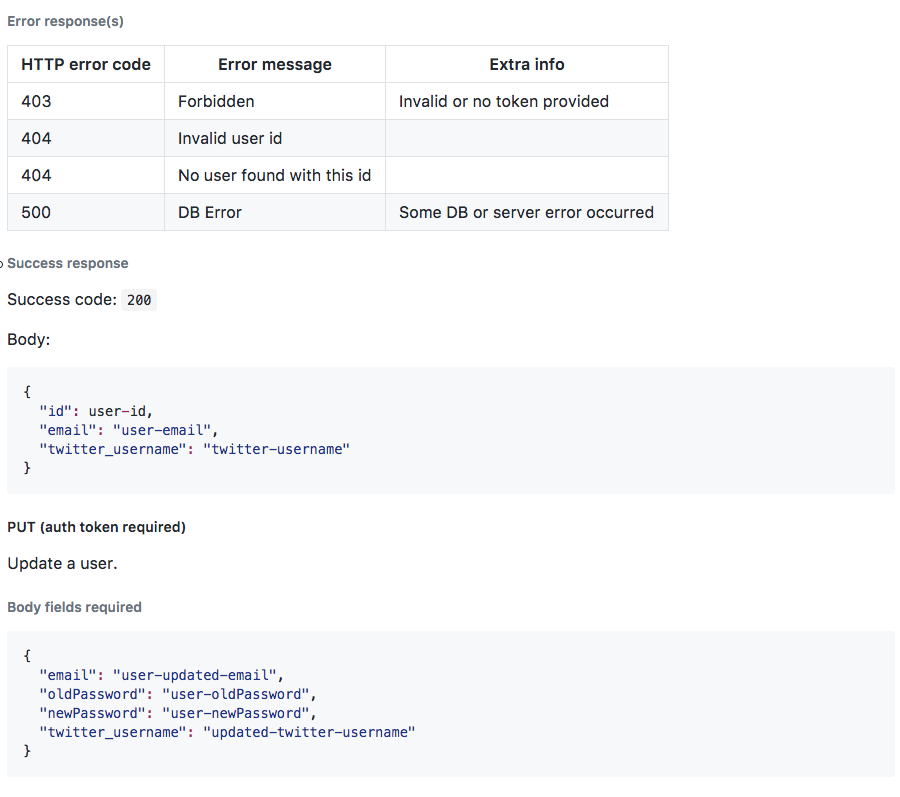 Error response(s)
HTTP error code Error message Extra info
403 Forbidden Invalid or no token provided
404 Invalid user id
404 No user found with this id
500 DB Error Some DB or server error occurred
Success response
Success code: 200
Body:
{
"id": user-id,
"email": "user-email",
"twitter_username": "twitter-username"
}
PUT (auth token required)
Update a user.
Body fields required
{
"email": "user-updated-email",
"oldPassword": "user-oldPassword",
"newPassword": "user-newPassword",
"twitter_username": "updated-twitter-username"
}